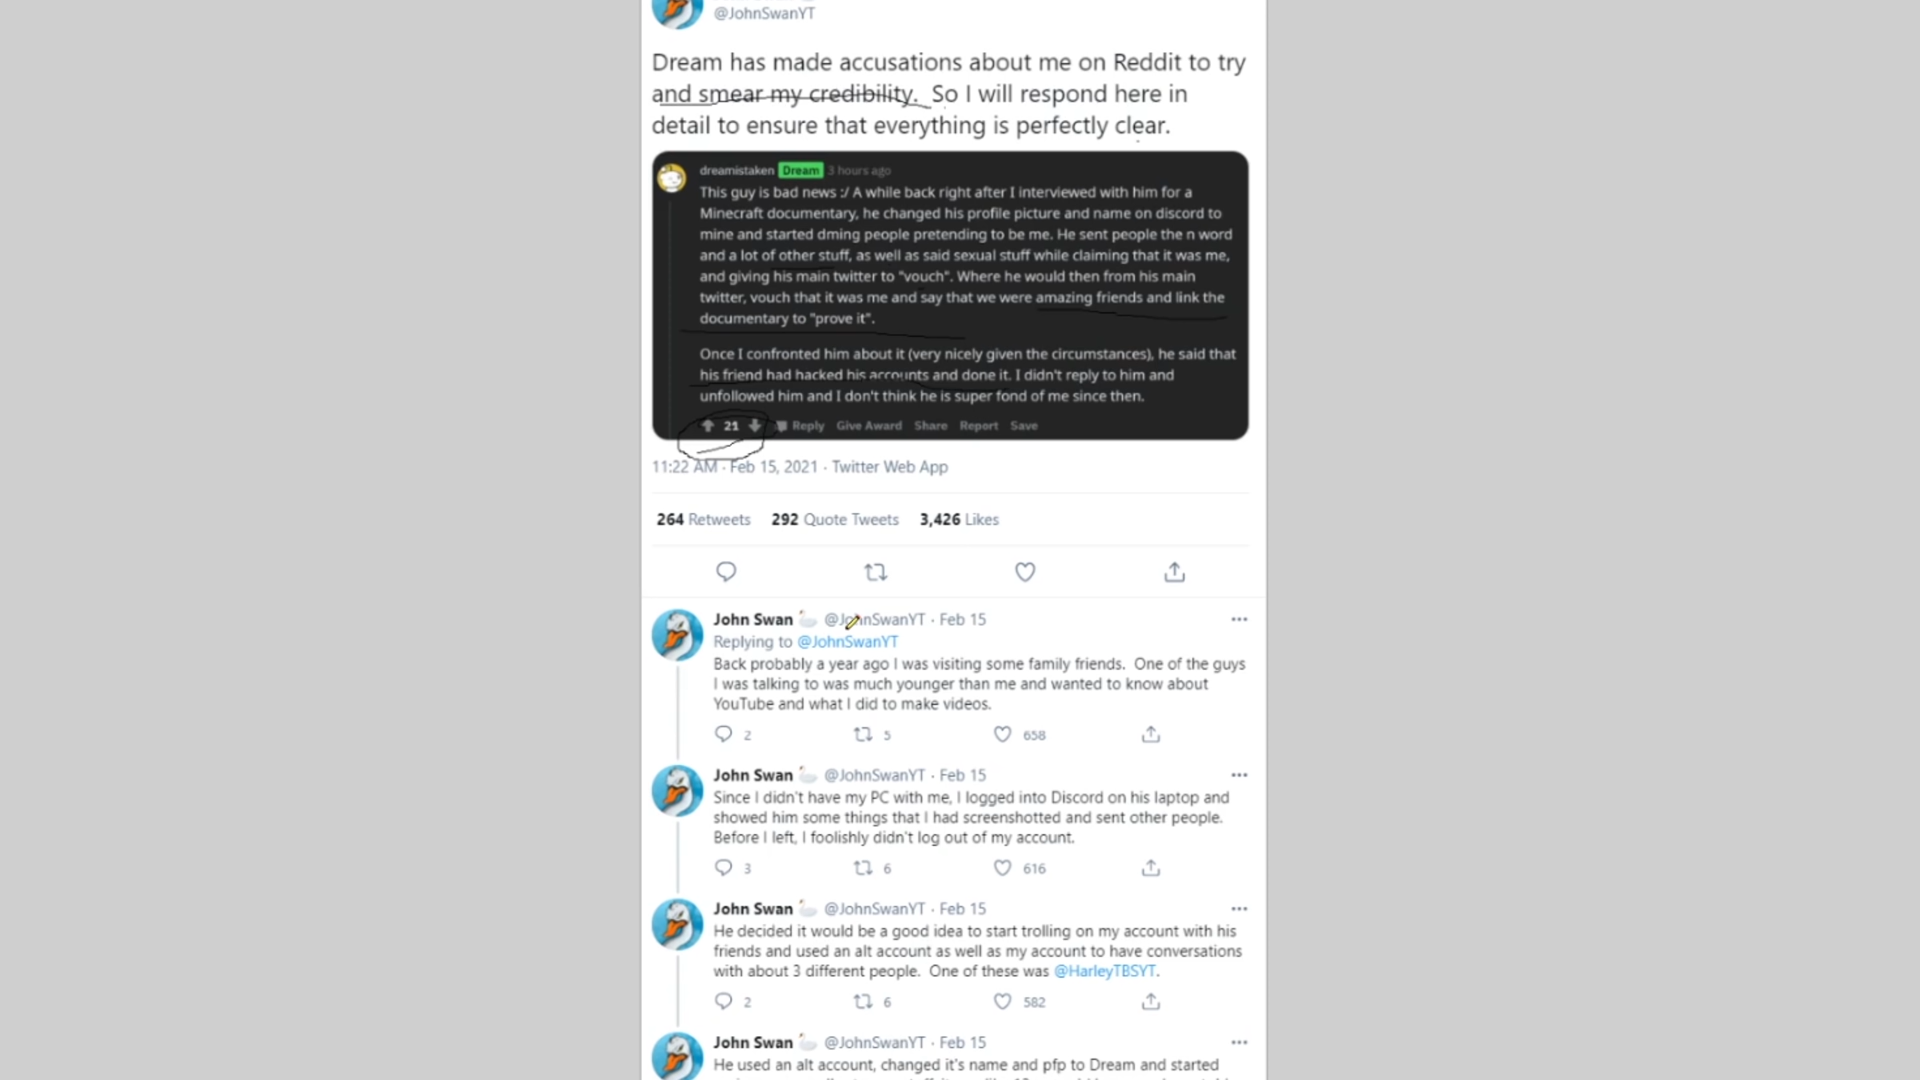 @JohnSwanYT
Dream has made accusations about me on Reddit to try
and smear my credibility. So I will respond here in
detail to ensure that everything is perfectly clear.
dreamistaken Dream 3 hours ago
This guy is bad news :/ A while back right after I interviewed with him for a
Minecraft documentary, he changed his profile picture and name on discord to
mine and started dming people pretending to be me. He sent people the n word
and a lot of other stuff, as well as said sexual stuff while claiming that it was me,
and giving his main twitter to "vouch". Where he would then from his main
twitter, vouch that it was me and say that we were amazing friends and link the
documentary to "prove it".
Once I confronted him about it (very nicely given the circumstances), he said that
his friend had hacked his accounts and done it. I didn't reply to him and
unfollowed him and I don't think he is super fond of me since then.
21 Reply Give Award Share Report Save
11:22 AM · Feb 15, 2021 · Twitter Web App
264 Retweets 292 Quote Tweets 3,426 Likes
John Swan @JohnSwanYT · Feb 15
Replying to @JohnSwanYT
Back probably a year ago I was visiting some family friends. One of the guys
I was talking to was much younger than me and wanted to know about
YouTube and what I did to make videos.
2 5 658
John Swan @JohnSwanYT · Feb 15
Since I didn't have my PC with me, I logged into Discord on his laptop and
showed him some things that I had screenshotted and sent other people.
Before I left, I foolishly didn't log out of my account.
3 6 616
John Swan @JohnSwanYT · Feb 15
He decided it would be a good idea to start trolling on my account with his
friends and used an alt account as well as my account to have conversations
with about 3 different people. One of these was @HarleyTBSYT.
2 6 582
John Swan @JohnSwanYT · Feb 15
He used an alt account, changed it's name and pfp to Dream and started